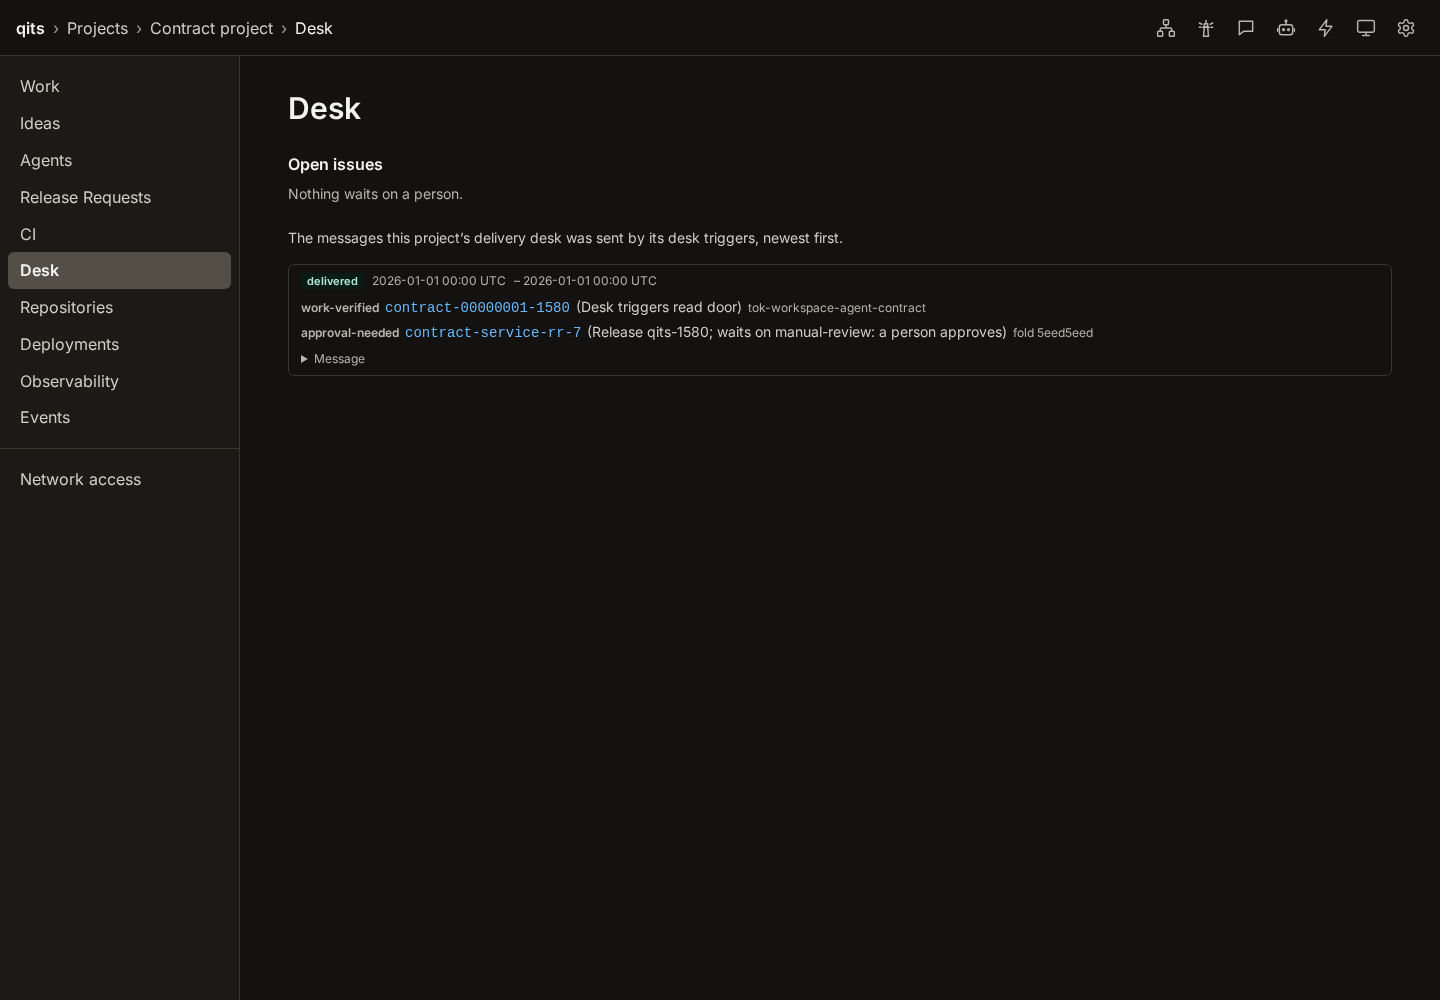 qits › Projects › Contract project › Desk
Work
Ideas
Agents
Release Requests
CI
Desk
Repositories
Deployments
Observability
Events
Network access
Desk
Open issues
Nothing waits on a person.
The messages this project’s delivery desk was sent by its desk triggers, newest first.
delivered 2026-01-01 00:00 UTC – 2026-01-01 00:00 UTC
work-verified contract-00000001-1580 (Desk triggers read door) tok-workspace-agent-contract
approval-needed contract-service-rr-7 (Release qits-1580; waits on manual-review: a person approves) fold 5eed5eed
Message